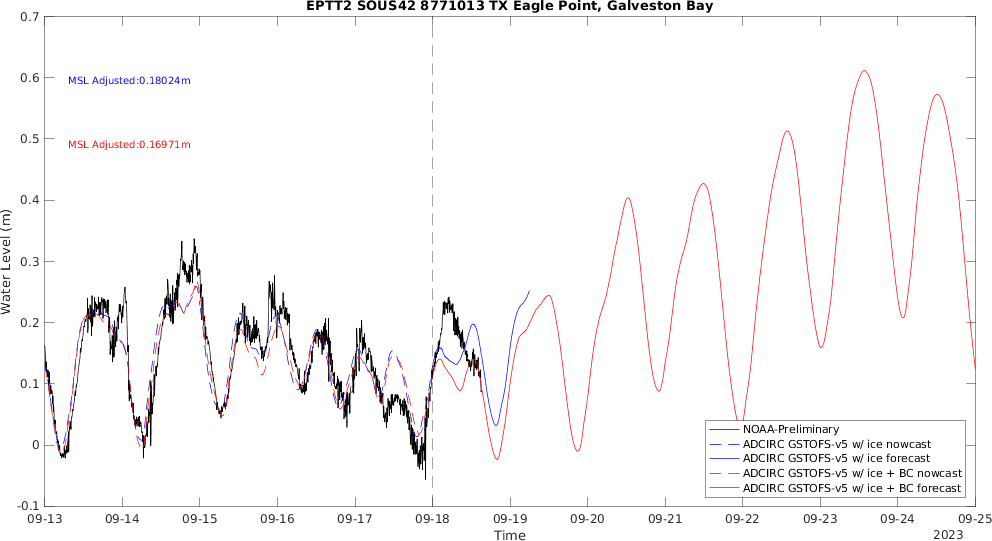 EPTT2 SOUS42 8771013 TX Eagle Point, Galveston Bay
0.7
0.6
0.5
0.4
0.3
0.2
0.1
0
-0.1
Water Level (m)
MSL Adjusted:0.18024m
MSL Adjusted:0.16971m
NOAA-Preliminary
ADCIRC GSTOFS-v5 w/ ice nowcast
ADCIRC GSTOFS-v5 w/ ice forecast
ADCIRC GSTOFS-v5 w/ ice + BC nowcast
ADCIRC GSTOFS-v5 w/ ice + BC forecast
09-13 09-14 09-15 09-16 09-17 09-18 09-19 09-20 09-21 09-22 09-23 09-24 09-25
Time
2023